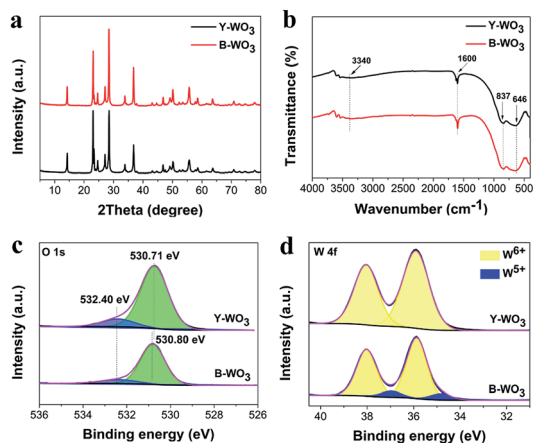 a
Y-WO3
B-WO3
Intensity (a.u.)
10 20 30 40 50 60 70 80
2Theta (degree)
b
Y-WO3
B-WO3
3340
1600
837
646
Transmittance (%)
4000 3500 3000 2500 2000 1500 1000 500
Wavenumber (cm-1)
c
O 1s
530.71 eV
532.40 eV
Y-WO3
530.80 eV
B-WO3
Intensity (a.u.)
536 534 532 530 528 526
Binding energy (eV)
d
W 4f
W6+
W5+
Y-WO3
B-WO3
Intensity (a.u.)
40 38 36 34 32
Binding energy (eV)